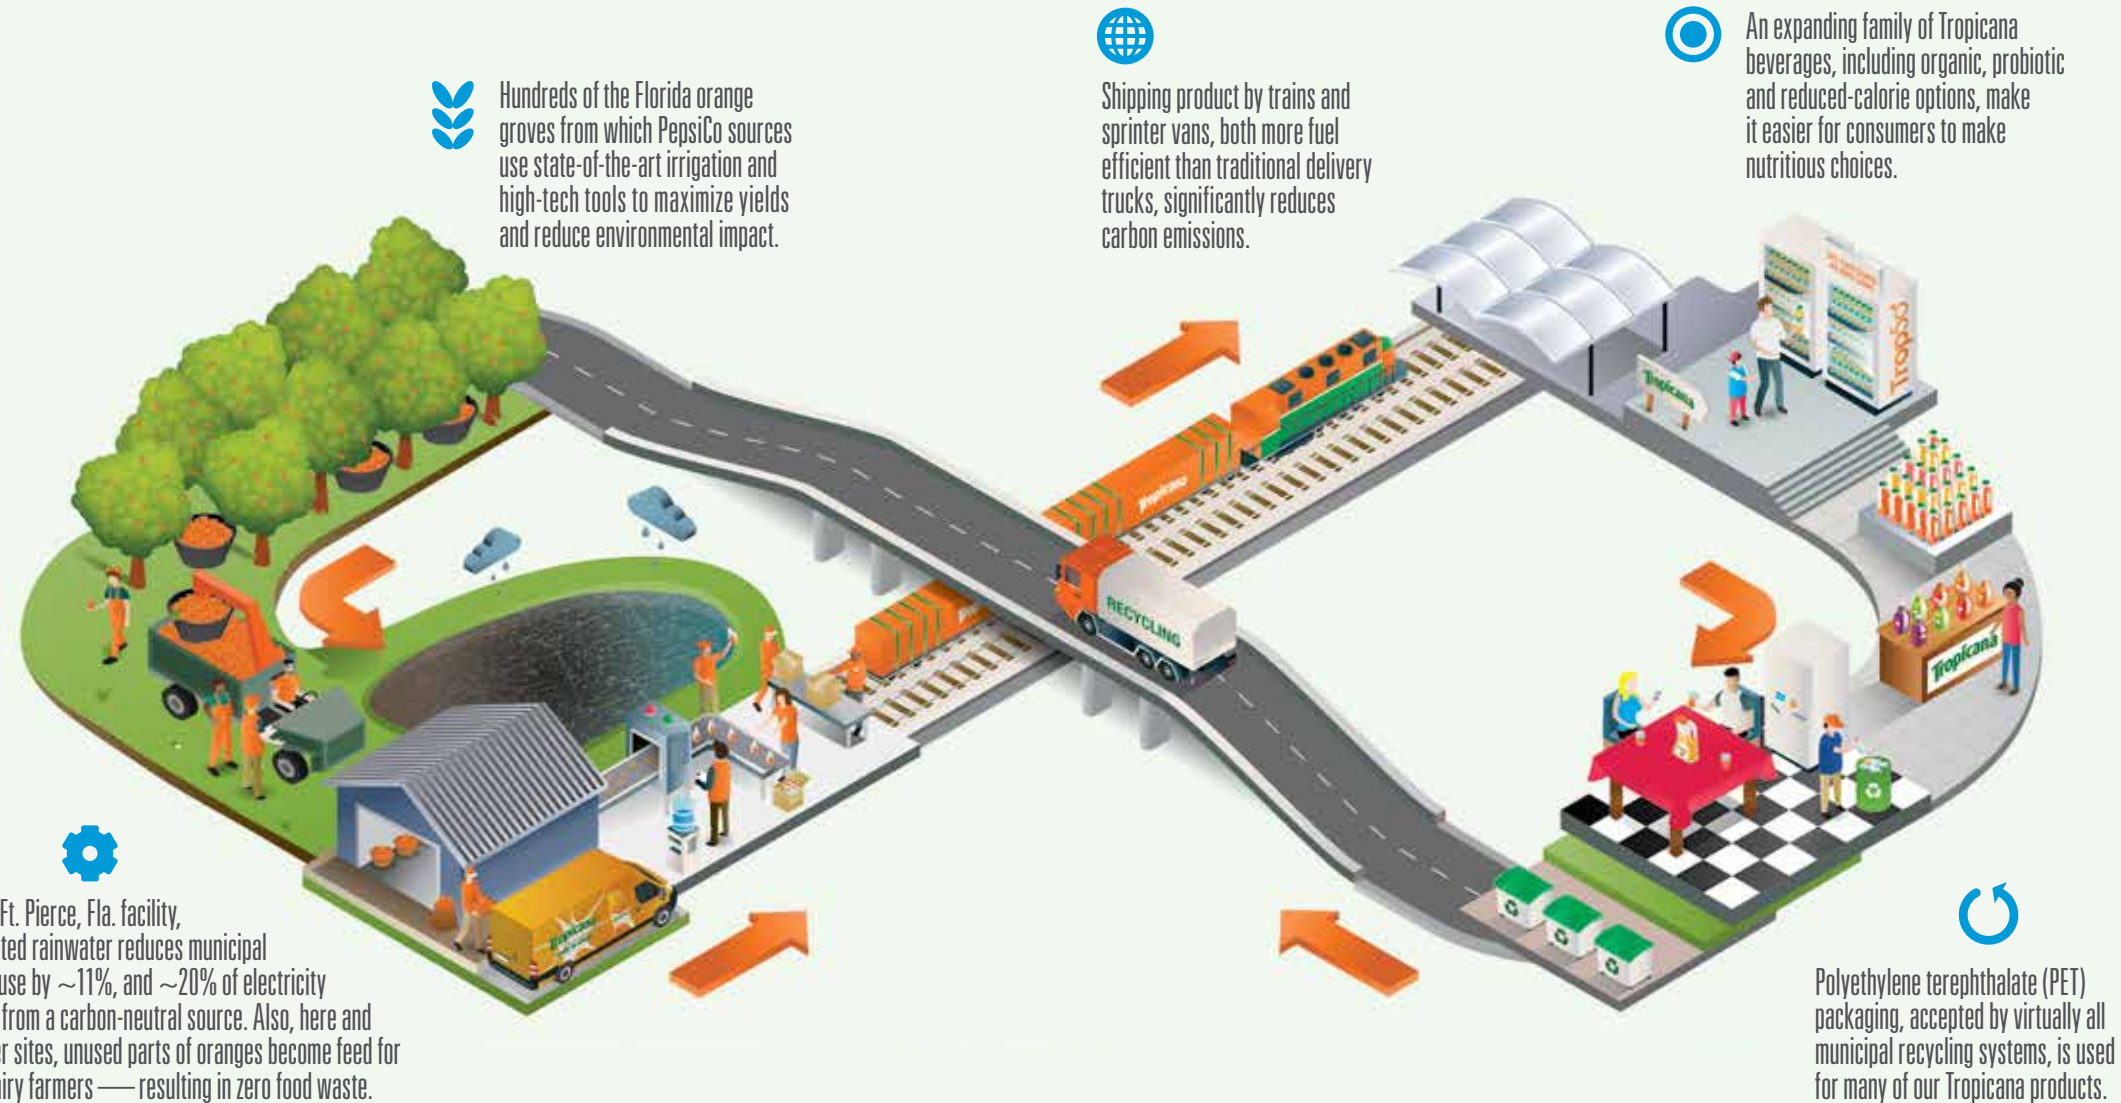 Hundreds of the Florida orange
groves from which PepsiCo sources
use state-of-the-art irrigation and
high-tech tools to maximize yields
and reduce environmental impact.
Shipping product by trains and
sprinter vans, both more fuel
efficient than traditional delivery
trucks, significantly reduces
carbon emissions.
An expanding family of Tropicana
beverages, including organic, probiotic
and reduced-calorie options, make
it easier for consumers to make
nutritious choices.
Tropicana
Tropicana
RECYCLING
Tropicana
Tropicana
Ft. Pierce, Fla. facility,
rainwater reduces municipal
use by ~11%, and ~20% of electricity
from a carbon-neutral source. Also, here and
sites, unused parts of oranges become feed for
farmers — resulting in zero food waste.
Polyethylene terephthalate (PET)
packaging, accepted by virtually all
municipal recycling systems, is used
for many of our Tropicana products.